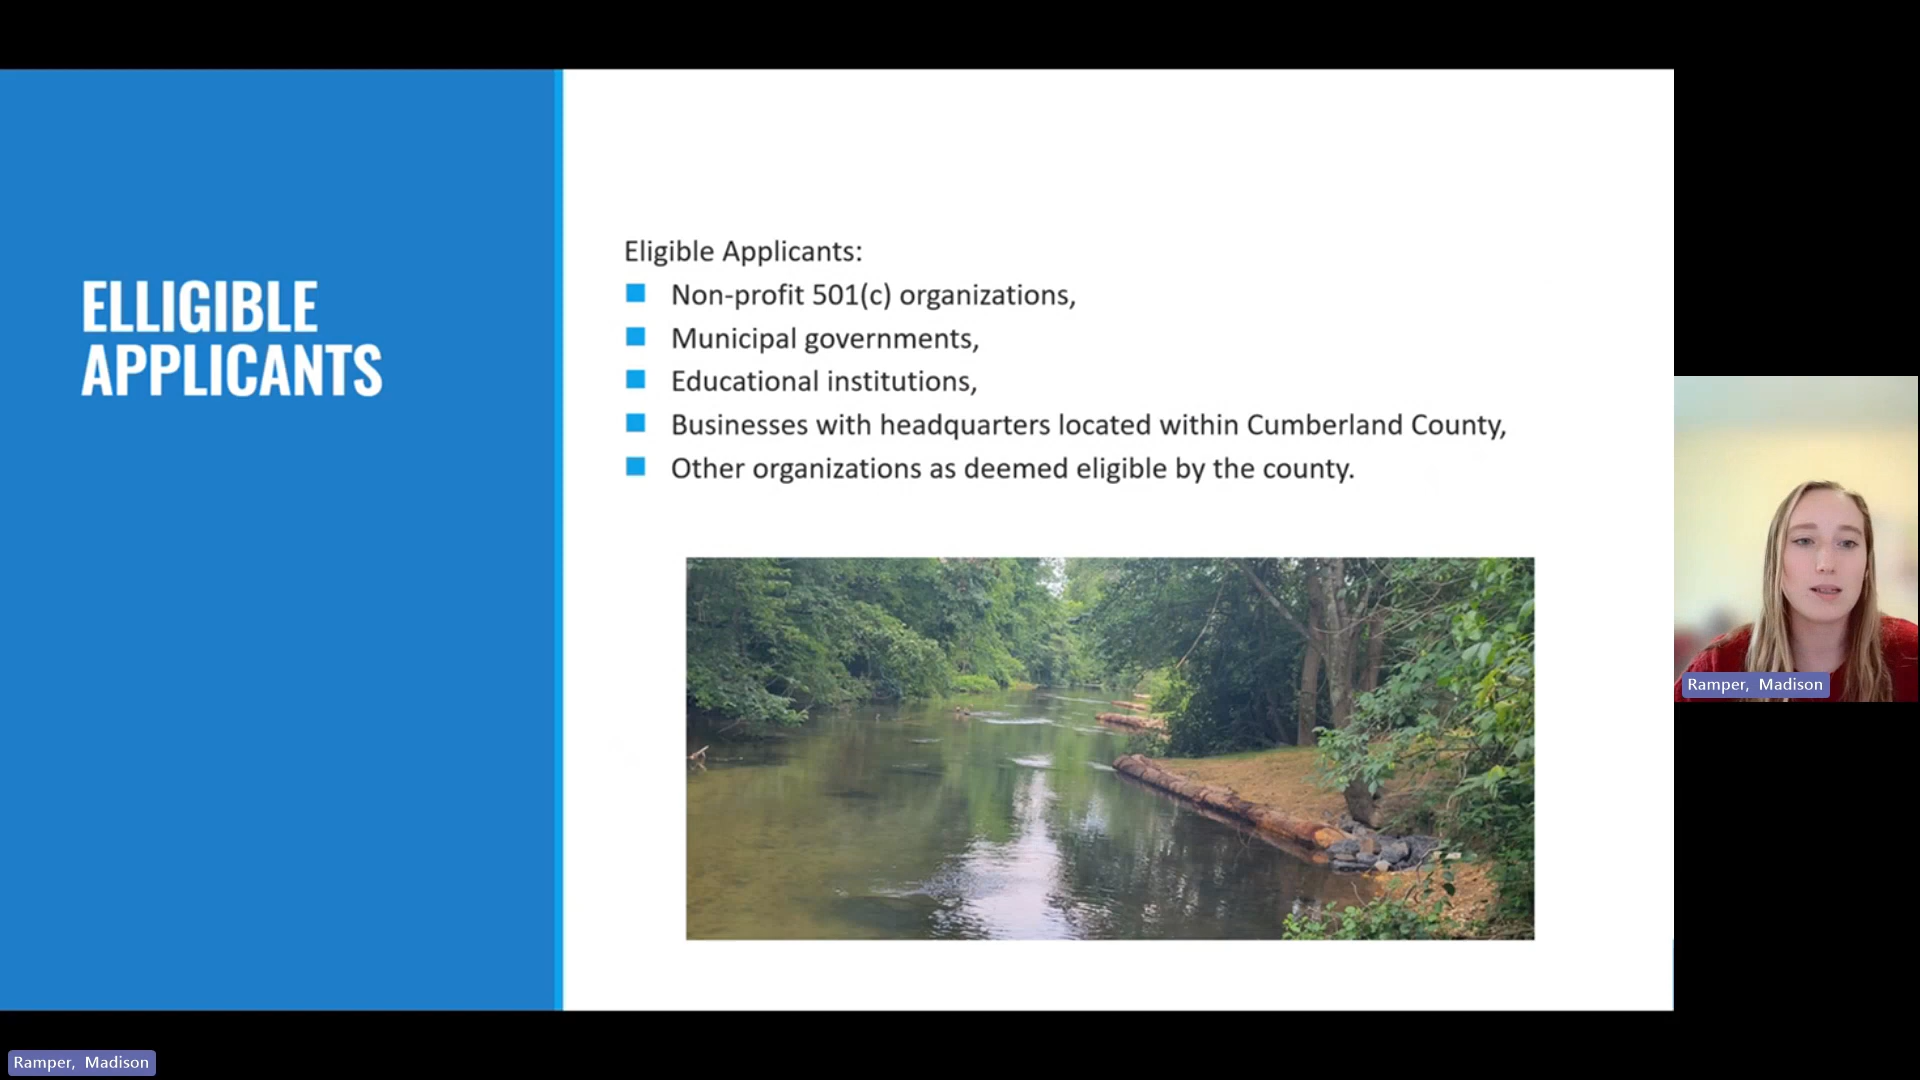 ELLIGIBLE
APPLICANTS
Eligible Applicants:
Non-profit 501(c) organizations,
Municipal governments,
Educational institutions,
Businesses with headquarters located within Cumberland County,
Other organizations as deemed eligible by the county.
Ramper, Madison
Ramper, Madison